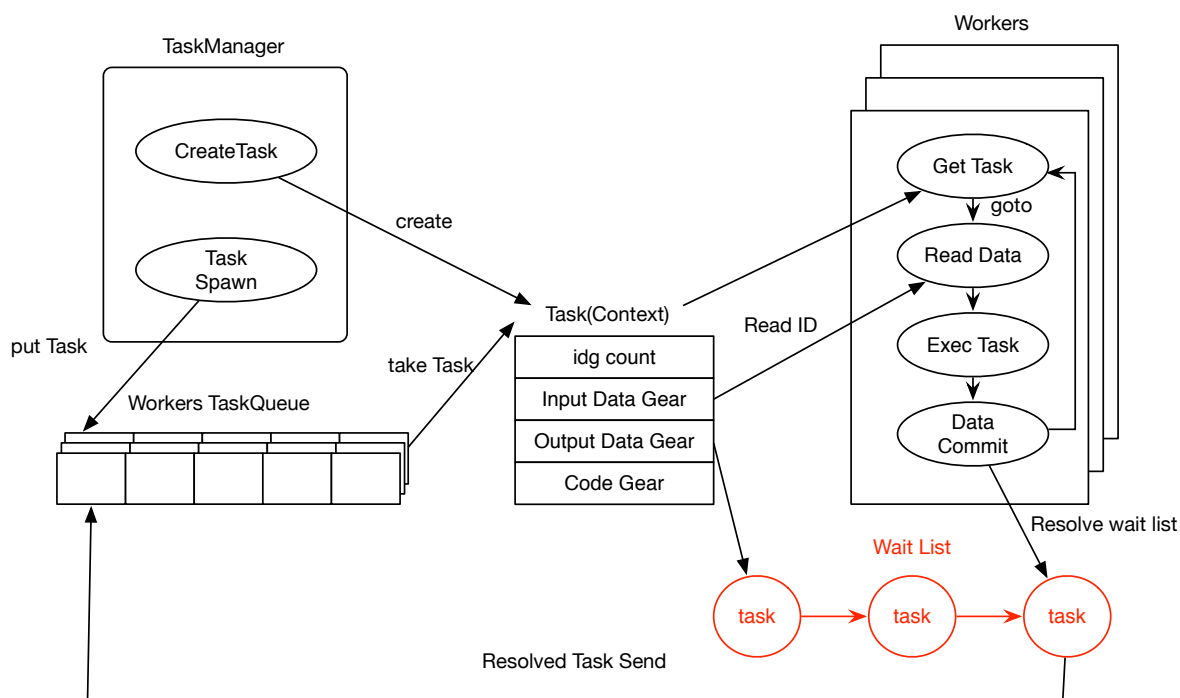 TaskManager
Workers
CreateTask
Get Task
goto
create
Task
Spawn
Read Data
Task(Context)
Read ID
put Task
idg count
Exec Task
take Task
Workers TaskQueue
Input Data Gear
Output Data Gear
Data
Commit
Code Gear
Resolve wait list
Wait List
task
task
task
Resolved Task Send